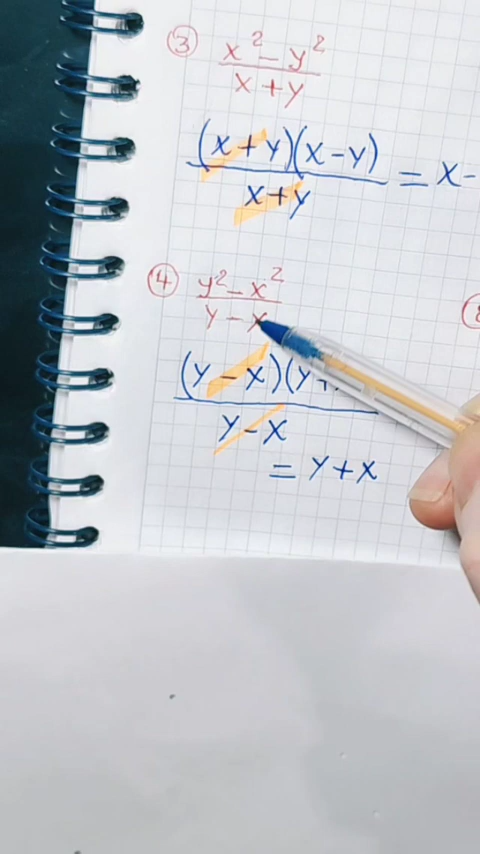 ③ x² - y²
x + y
(x + y)(x - y)
x + y = x -
④ y² - x²
y - x
(y - x)(y +
y - x
= y + x